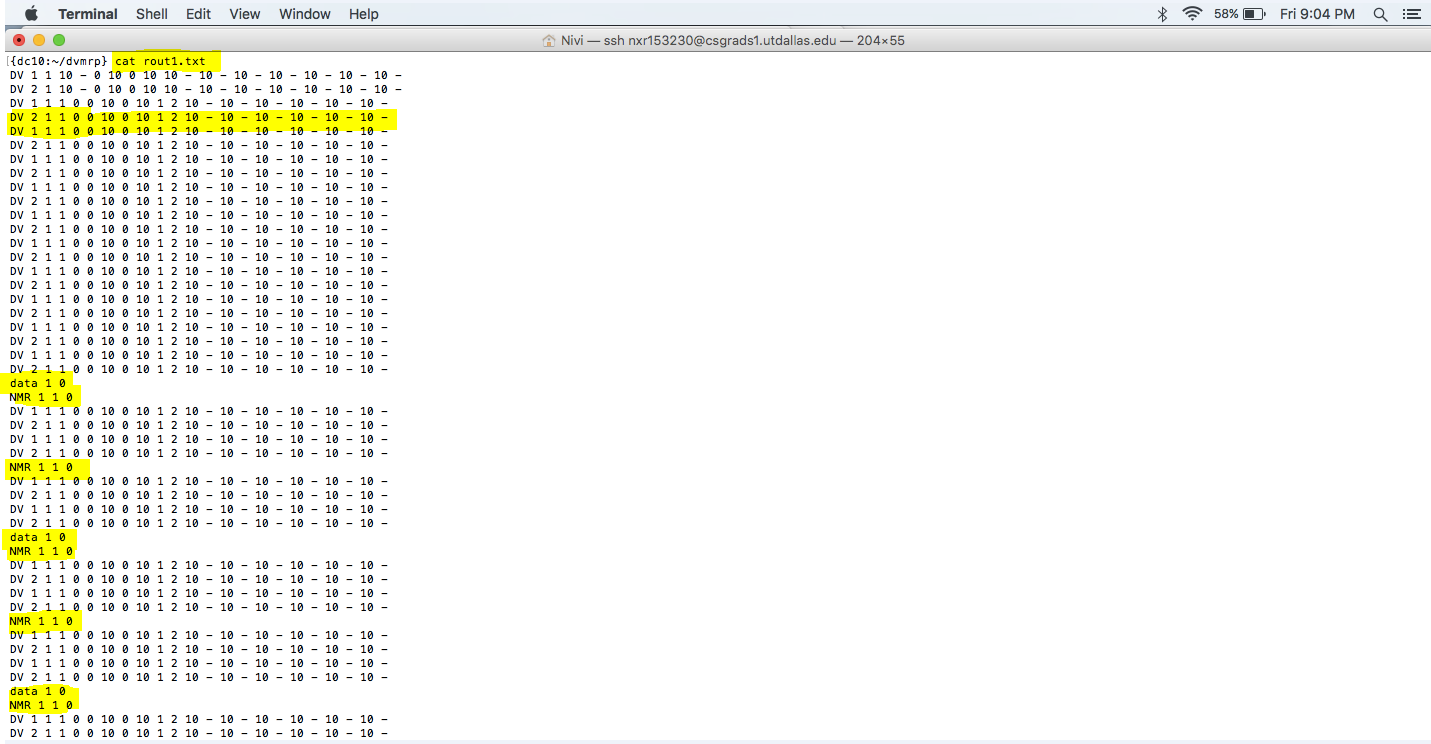 [{dc10:~/dvmrp} cat rout1.txt
DV 1 1 10 - 0 10 0 10 10 - 10 - 10 - 10 - 10 - 10 - 10 -
DV 2 1 10 - 0 10 0 10 10 - 10 - 10 - 10 - 10 - 10 - 10 -
DV 1 1 1 0 0 10 0 10 1 2 10 - 10 - 10 - 10 - 10 - 10 -
DV 2 1 1 0 0 10 0 10 1 2 10 - 10 - 10 - 10 - 10 - 10 -
DV 1 1 1 0 0 10 0 10 1 2 10 - 10 - 10 - 10 - 10 - 10 -
DV 2 1 1 0 0 10 0 10 1 2 10 - 10 - 10 - 10 - 10 - 10 -
DV 1 1 1 0 0 10 0 10 1 2 10 - 10 - 10 - 10 - 10 - 10 -
DV 2 1 1 0 0 10 0 10 1 2 10 - 10 - 10 - 10 - 10 - 10 -
DV 1 1 1 0 0 10 0 10 1 2 10 - 10 - 10 - 10 - 10 - 10 -
DV 2 1 1 0 0 10 0 10 1 2 10 - 10 - 10 - 10 - 10 - 10 -
DV 1 1 1 0 0 10 0 10 1 2 10 - 10 - 10 - 10 - 10 - 10 -
DV 2 1 1 0 0 10 0 10 1 2 10 - 10 - 10 - 10 - 10 - 10 -
DV 1 1 1 0 0 10 0 10 1 2 10 - 10 - 10 - 10 - 10 - 10 -
DV 2 1 1 0 0 10 0 10 1 2 10 - 10 - 10 - 10 - 10 - 10 -
DV 1 1 1 0 0 10 0 10 1 2 10 - 10 - 10 - 10 - 10 - 10 -
DV 2 1 1 0 0 10 0 10 1 2 10 - 10 - 10 - 10 - 10 - 10 -
DV 1 1 1 0 0 10 0 10 1 2 10 - 10 - 10 - 10 - 10 - 10 -
DV 2 1 1 0 0 10 0 10 1 2 10 - 10 - 10 - 10 - 10 - 10 -
DV 1 1 1 0 0 10 0 10 1 2 10 - 10 - 10 - 10 - 10 - 10 -
DV 2 1 1 0 0 10 0 10 1 2 10 - 10 - 10 - 10 - 10 - 10 -
DV 1 1 1 0 0 10 0 10 1 2 10 - 10 - 10 - 10 - 10 - 10 -
DV 2 1 1 0 0 10 0 10 1 2 10 - 10 - 10 - 10 - 10 - 10 -
data 1 0
NMR 1 1 0
DV 1 1 1 0 0 10 0 10 1 2 10 - 10 - 10 - 10 - 10 - 10 -
DV 2 1 1 0 0 10 0 10 1 2 10 - 10 - 10 - 10 - 10 - 10 -
DV 1 1 1 0 0 10 0 10 1 2 10 - 10 - 10 - 10 - 10 - 10 -
DV 2 1 1 0 0 10 0 10 1 2 10 - 10 - 10 - 10 - 10 - 10 -
NMR 1 1 0
DV 1 1 1 0 0 10 0 10 1 2 10 - 10 - 10 - 10 - 10 - 10 -
DV 2 1 1 0 0 10 0 10 1 2 10 - 10 - 10 - 10 - 10 - 10 -
DV 1 1 1 0 0 10 0 10 1 2 10 - 10 - 10 - 10 - 10 - 10 -
DV 2 1 1 0 0 10 0 10 1 2 10 - 10 - 10 - 10 - 10 - 10 -
data 1 0
NMR 1 1 0
DV 1 1 1 0 0 10 0 10 1 2 10 - 10 - 10 - 10 - 10 - 10 -
DV 2 1 1 0 0 10 0 10 1 2 10 - 10 - 10 - 10 - 10 - 10 -
DV 1 1 1 0 0 10 0 10 1 2 10 - 10 - 10 - 10 - 10 - 10 -
DV 2 1 1 0 0 10 0 10 1 2 10 - 10 - 10 - 10 - 10 - 10 -
NMR 1 1 0
DV 1 1 1 0 0 10 0 10 1 2 10 - 10 - 10 - 10 - 10 - 10 -
DV 2 1 1 0 0 10 0 10 1 2 10 - 10 - 10 - 10 - 10 - 10 -
DV 1 1 1 0 0 10 0 10 1 2 10 - 10 - 10 - 10 - 10 - 10 -
DV 2 1 1 0 0 10 0 10 1 2 10 - 10 - 10 - 10 - 10 - 10 -
data 1 0
NMR 1 1 0
DV 1 1 1 0 0 10 0 10 1 2 10 - 10 - 10 - 10 - 10 - 10 -
DV 2 1 1 0 0 10 0 10 1 2 10 - 10 - 10 - 10 - 10 - 10 -
Terminal Shell Edit View Window Help 58% Fri 9:04 PM
Nivi — ssh nxr153230@csgrads1.utdallas.edu — 204×55